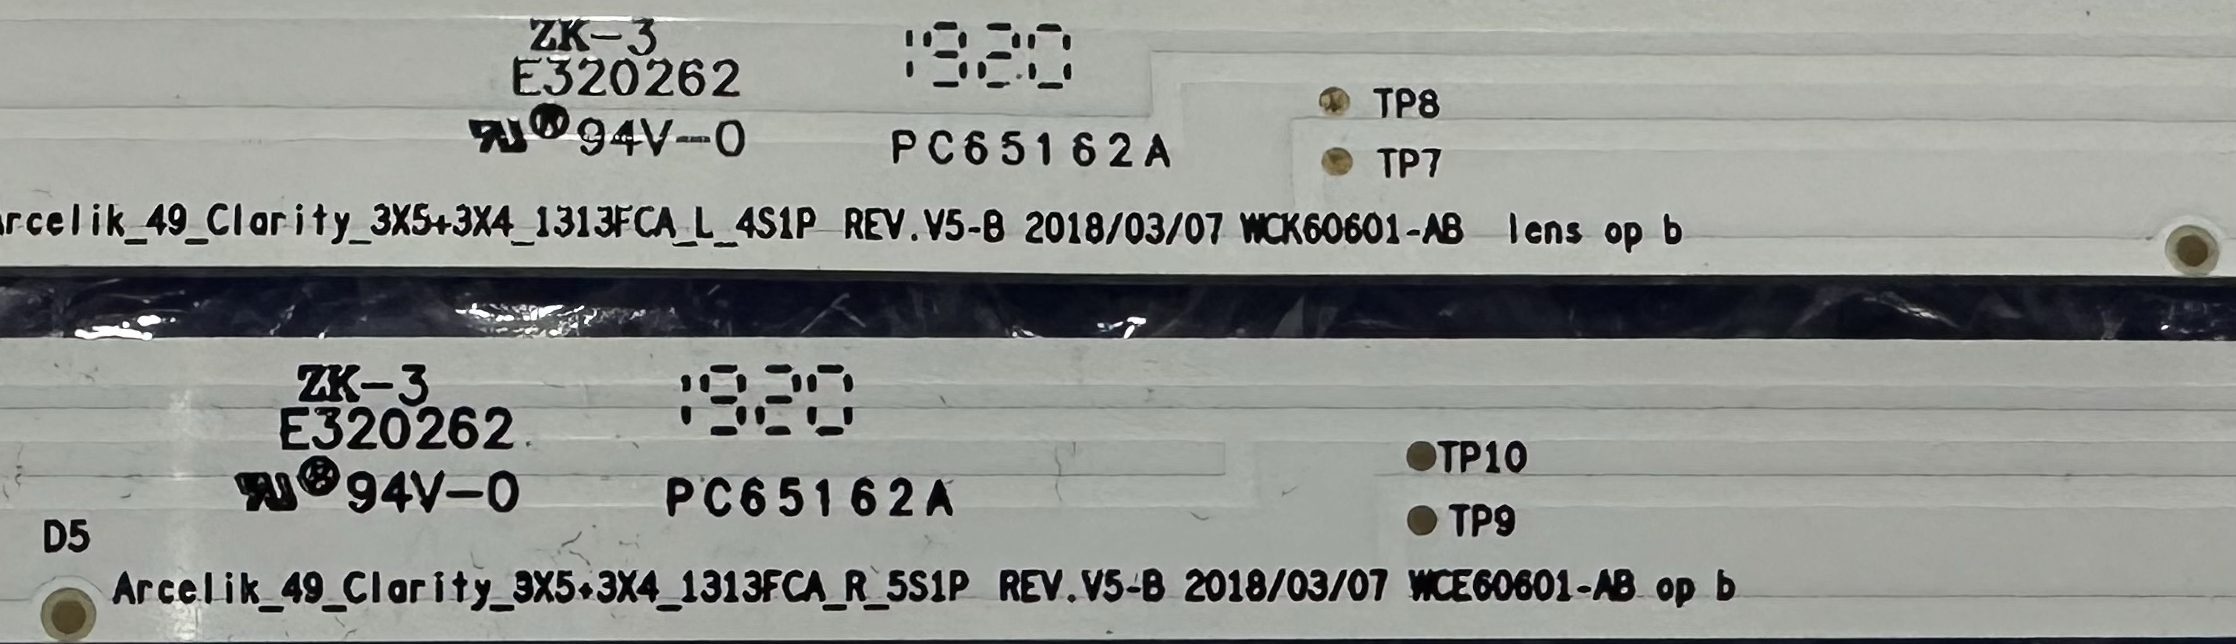 ZK-3 1920
E320262
94V-0 PC65162A TP8
TP7
Arcelik_49_Clarity_3X5+3X4_1313FCA_L_4S1P REV.V5-B 2018/03/07 WCK60601-AB lens op b
ZK-3 1920
E320262 TP10
94V-0 PC65162A
D5 TP9
Arcelik_49_Clarity_3X5+3X4_1313FCA_R_5S1P REV.V5-B 2018/03/07 WCE60601-AB op b